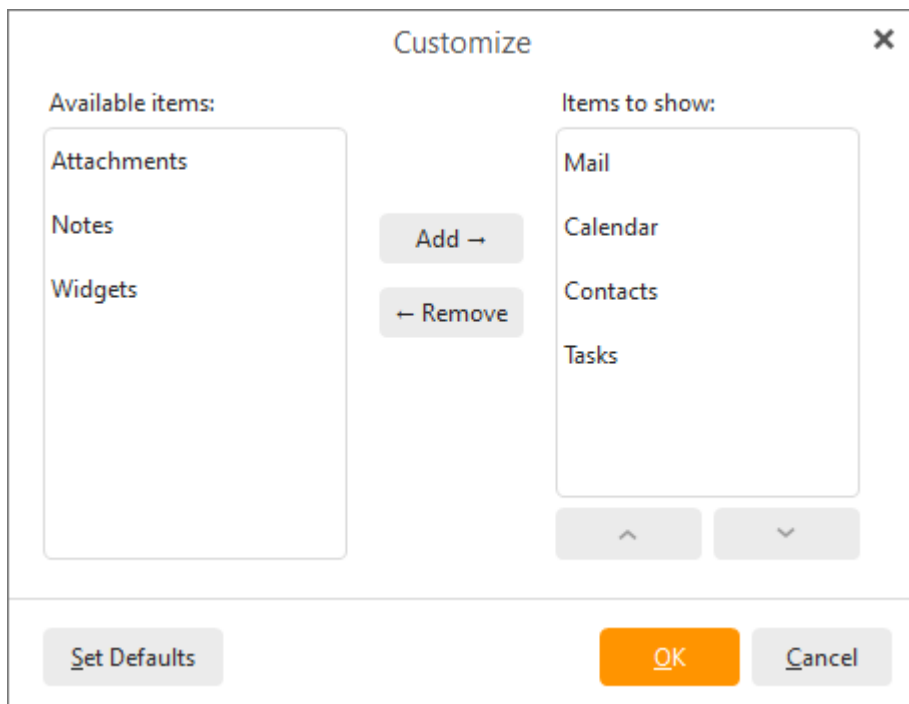 Customize
Available items:
Attachments
Notes
Widgets
Add →
← Remove
Items to show:
Mail
Calendar
Contacts
Tasks
Set Defaults
OK
Cancel